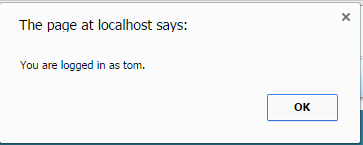 The page at localhost says:
You are logged in as tom.
OK